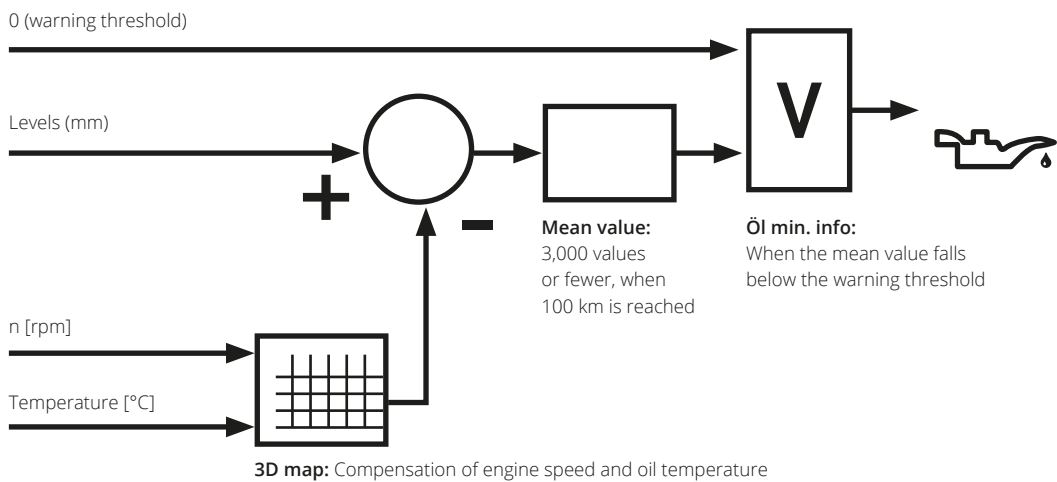 0 (warning threshold)
Levels (mm)
+
V
-
Mean value:
3,000 values
or fewer, when
100 km is reached
Öl min. info:
When the mean value falls
below the warning threshold
n [rpm]
Temperature [°C]
3D map: Compensation of engine speed and oil temperature